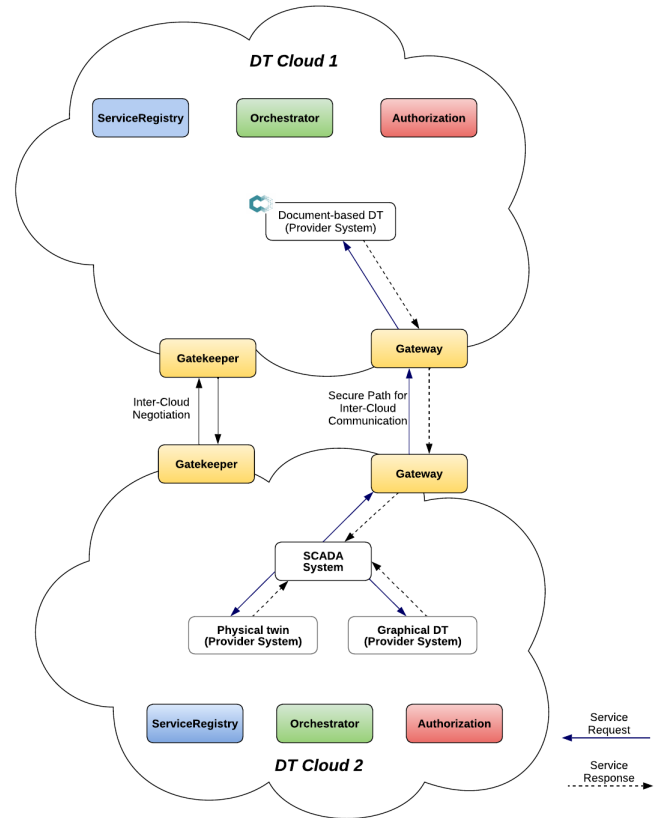 DT Cloud 1
ServiceRegistry
Orchestrator
Authorization
Document-based DT
(Provider System)
Gatekeeper
Gateway
Inter-Cloud
Negotiation
Secure Path for
Inter-Cloud
Communication
Gatekeeper
Gateway
SCADA
System
Physical twin
(Provider System)
Graphical DT
(Provider System)
ServiceRegistry
Orchestrator
Authorization
DT Cloud 2
Service
Request
Service
Response